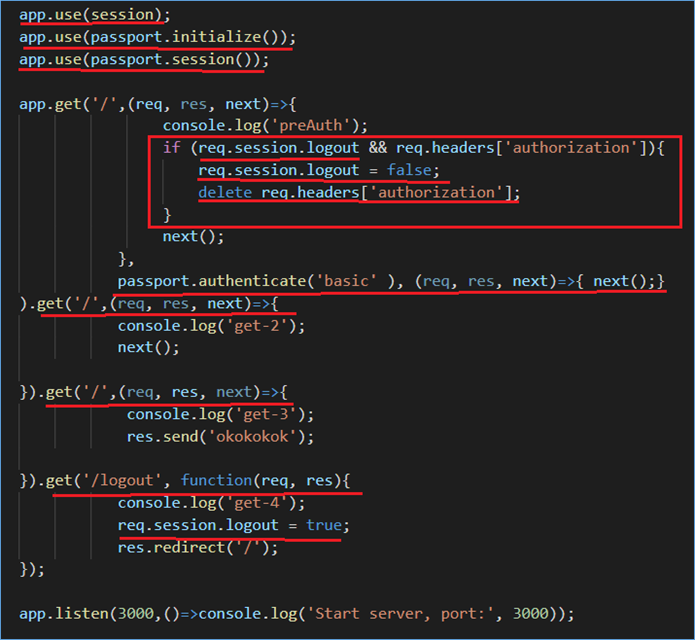 app.use(session);
app.use(passport.initialize());
app.use(passport.session());
app.get('/',(req, res, next)=>{
console.log('preAuth');
if (req.session.logout && req.headers['authorization']){
req.session.logout = false;
delete req.headers['authorization'];
}
next();
},
passport.authenticate('basic' ), (req, res, next)=>{ next();}
).get('/',(req, res, next)=>{
console.log('get-2');
next();
}).get('/',(req, res, next)=>{
console.log('get-3');
res.send('okokokok');
}).get('/logout', function(req, res){
console.log('get-4');
req.session.logout = true;
res.redirect('/');
});
app.listen(3000,()=>console.log('Start server, port:', 3000));